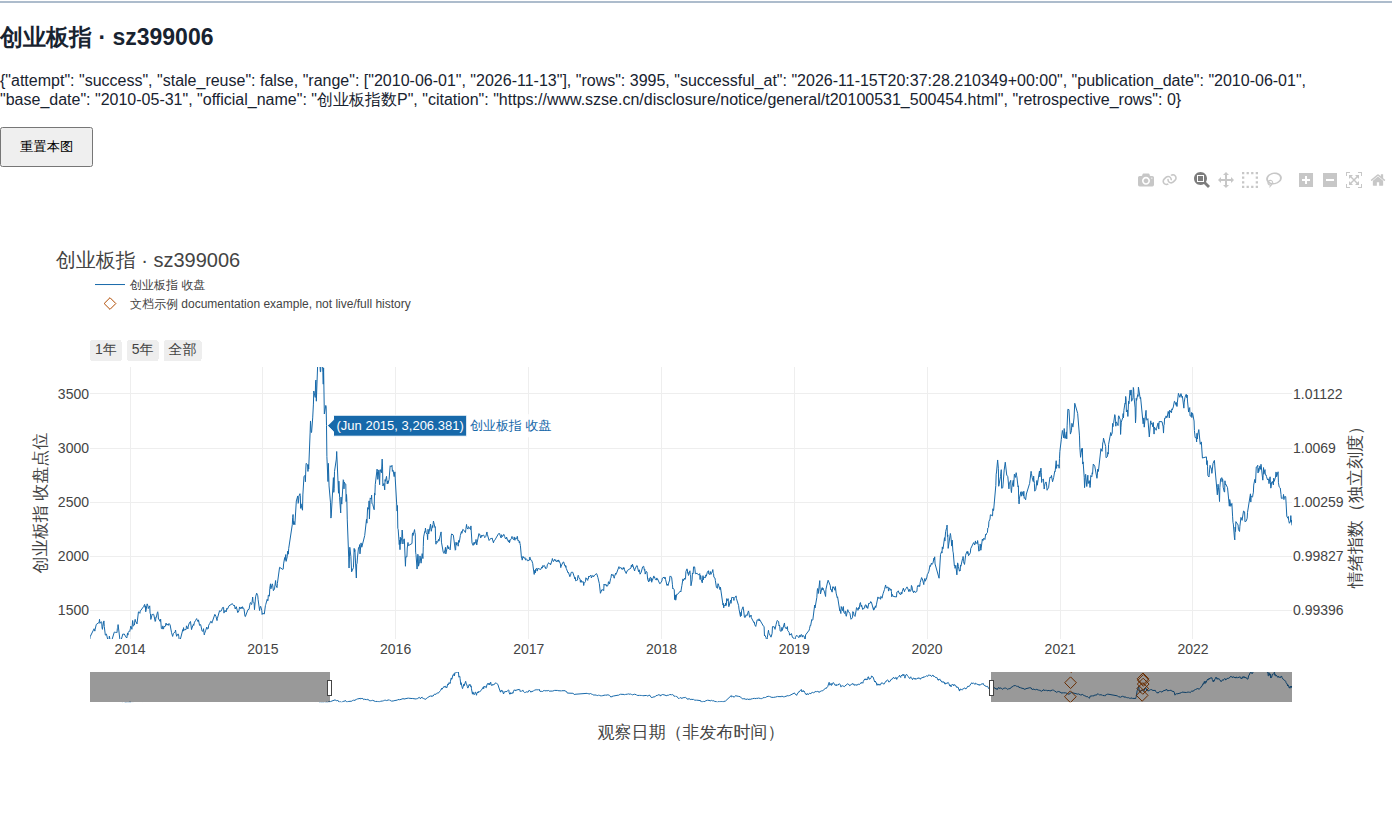 创业板指 · sz399006
{"attempt": "success", "stale_reuse": false, "range": ["2010-06-01", "2026-11-13"], "rows": 3995, "successful_at": "2026-11-15T20:37:28.210349+00:00", "publication_date": "2010-06-01",
"base_date": "2010-05-31", "official_name": "创业板指数P", "citation": "https://www.szse.cn/disclosure/notice/general/t20100531_500454.html", "retrospective_rows": 0}
重置本图
创业板指 · sz399006
创业板指 收盘
文档示例 documentation example, not live/full history
1年 5年 全部
3500 1.01122
(Jun 2015, 3,206.381) 创业板指 收盘
3000 1.0069
2500 1.00259
2000 0.99827
1500 0.99396
创业板指 收盘点位
情绪指数（独立刻度）
2014 2015 2016 2017 2018 2019 2020 2021 2022
观察日期（非发布时间）